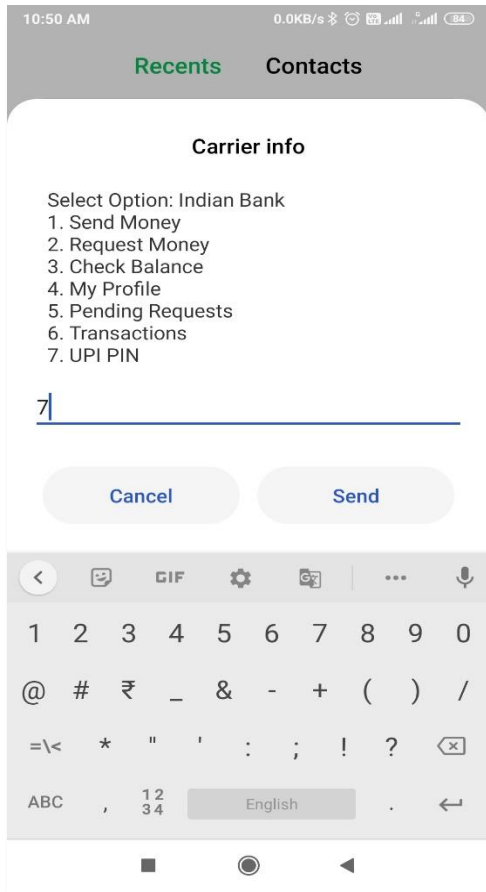 10:50 AM 0.0KB/s 84
Recents Contacts
Carrier info
Select Option: Indian Bank
1. Send Money
2. Request Money
3. Check Balance
4. My Profile
5. Pending Requests
6. Transactions
7. UPI PIN
7
Cancel Send
GIF
1 2 3 4 5 6 7 8 9 0
@ # ₹ _ & - + ( ) /
=\< * " ' : ; ! ?
ABC , 12 34 English .